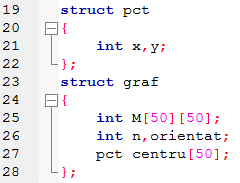 19 struct pct
20 {
21 int x,y;
22 };
23 struct graf
24 {
25 int M[50][50];
26 int n,orientat;
27 pct centru[50];
28 };